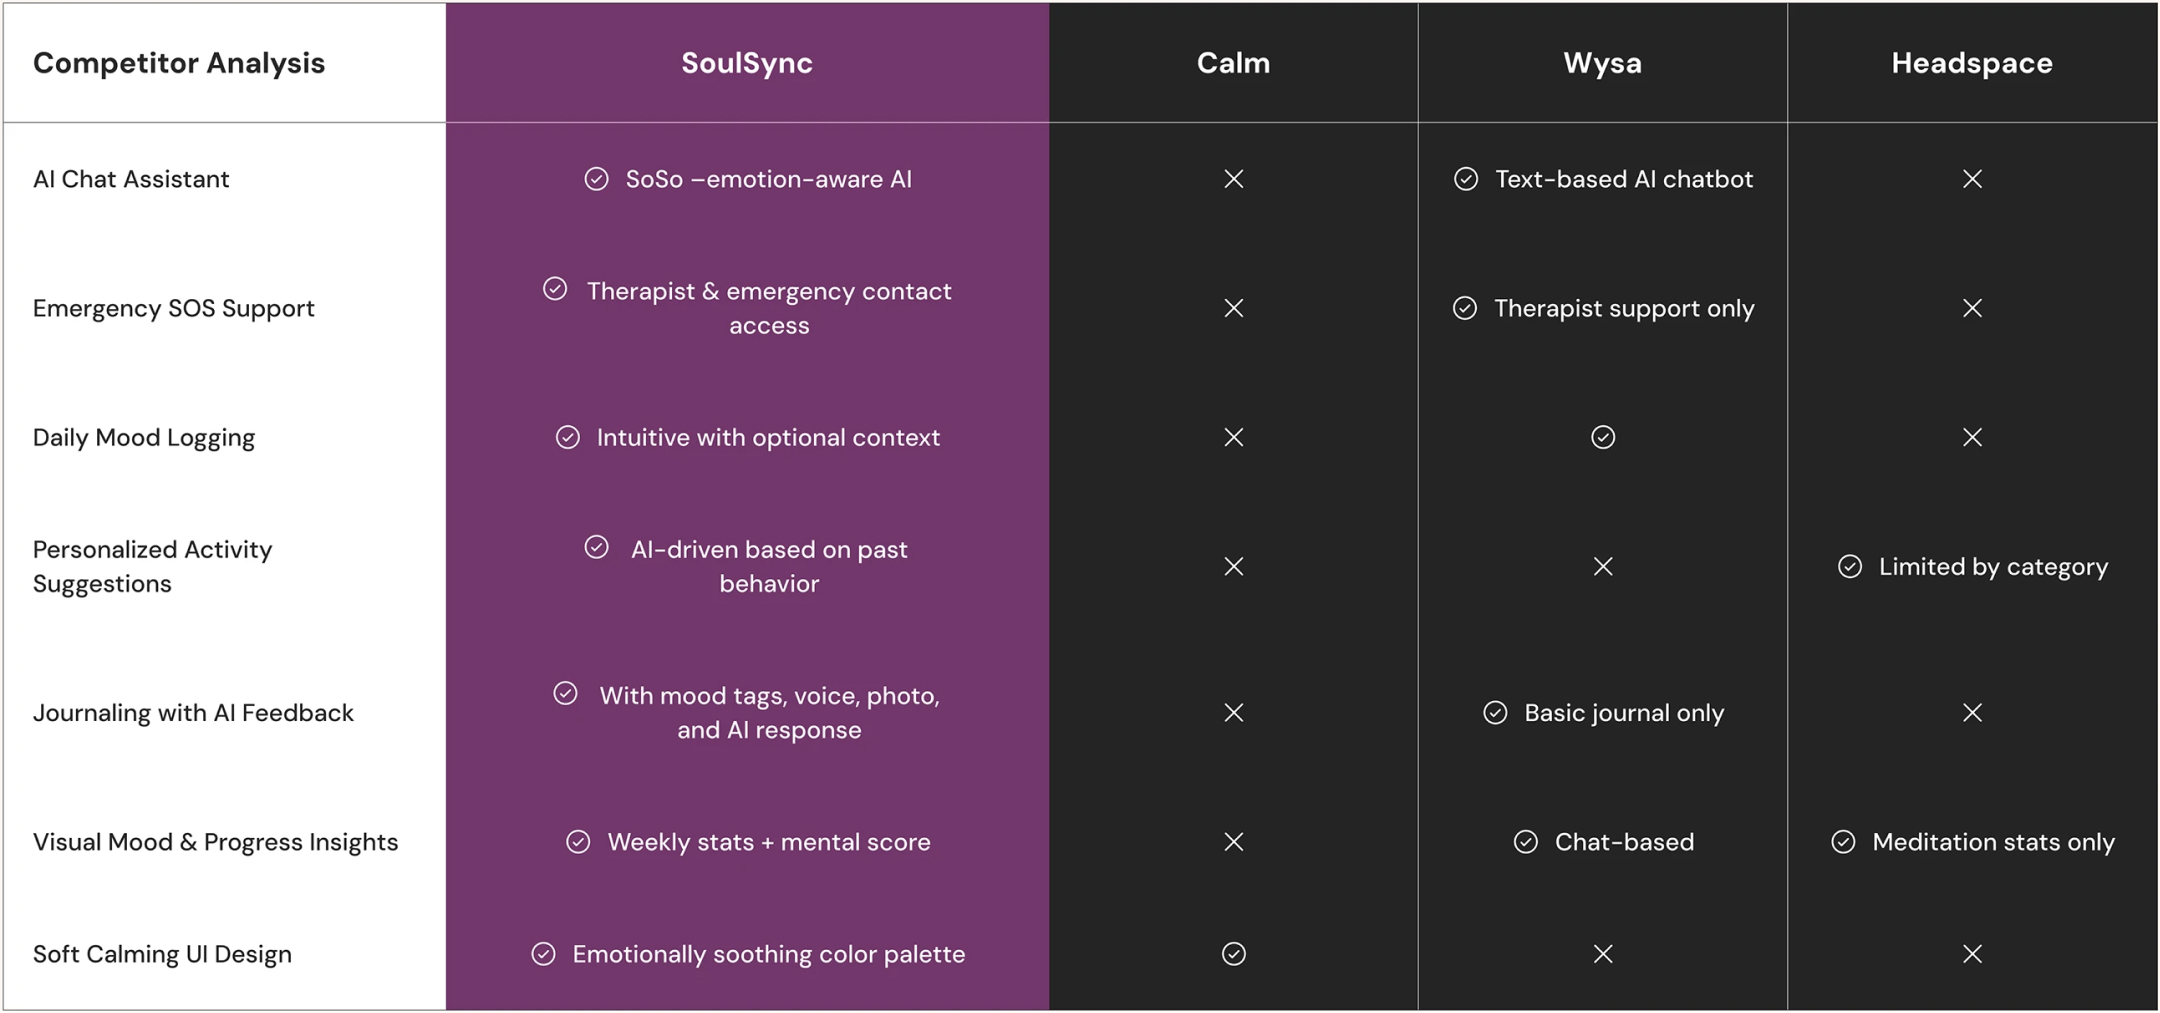 Competitor Analysis
SoulSync
Calm
Wysa
Headspace
AI Chat Assistant
SoSo –emotion-aware AI
Text-based AI chatbot
Emergency SOS Support
Therapist & emergency contact
access
Therapist support only
Daily Mood Logging
Intuitive with optional context
Personalized Activity
Suggestions
AI-driven based on past
behavior
Limited by category
Journaling with AI Feedback
With mood tags, voice, photo,
and AI response
Basic journal only
Visual Mood & Progress Insights
Weekly stats + mental score
Chat-based
Meditation stats only
Soft Calming UI Design
Emotionally soothing color palette